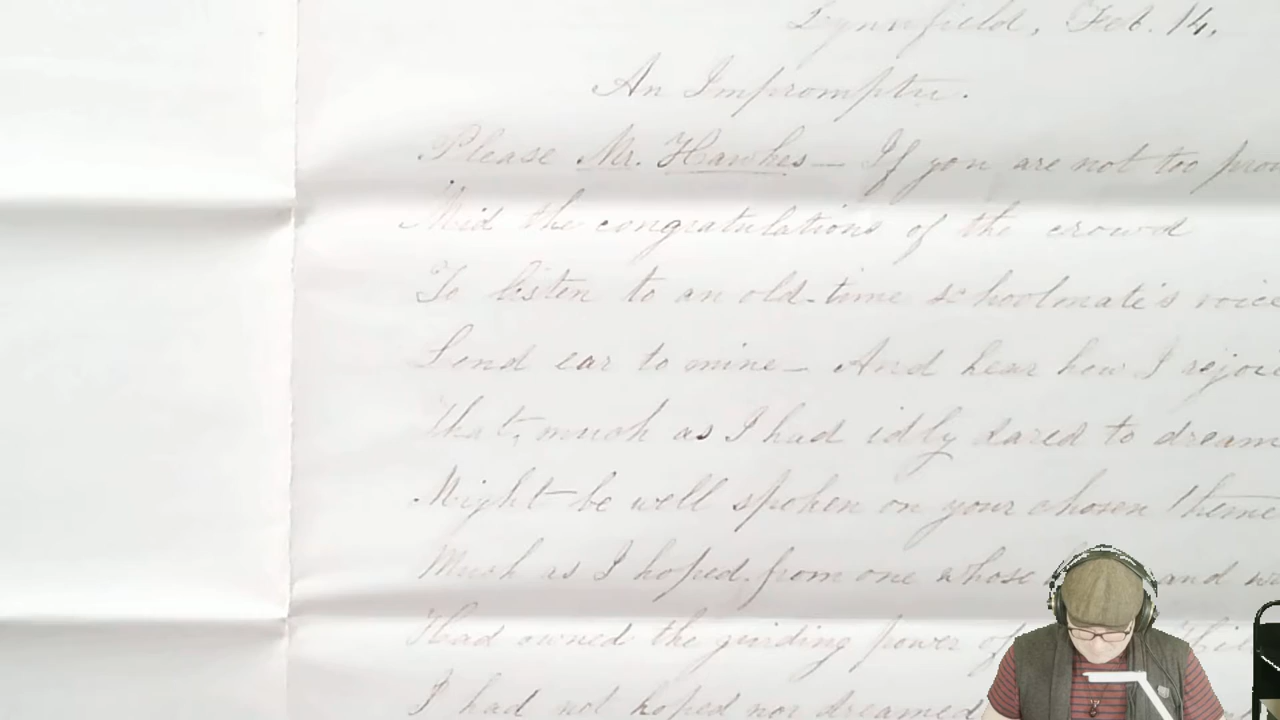 Lynnfield, Feb. 14,
An Impromptu.
Please Mr. Hawkes— If you are not too
Mid the congratulations of the crowd
To listen to an old-time schoolmate's
Lend ear to mine— And hear how I
That, much as I had idly dared to dream
Might be well spoken on your chosen theme
Much as I hoped, from one whose and
Had owned the guiding power of
I had not hoped nor dreamed